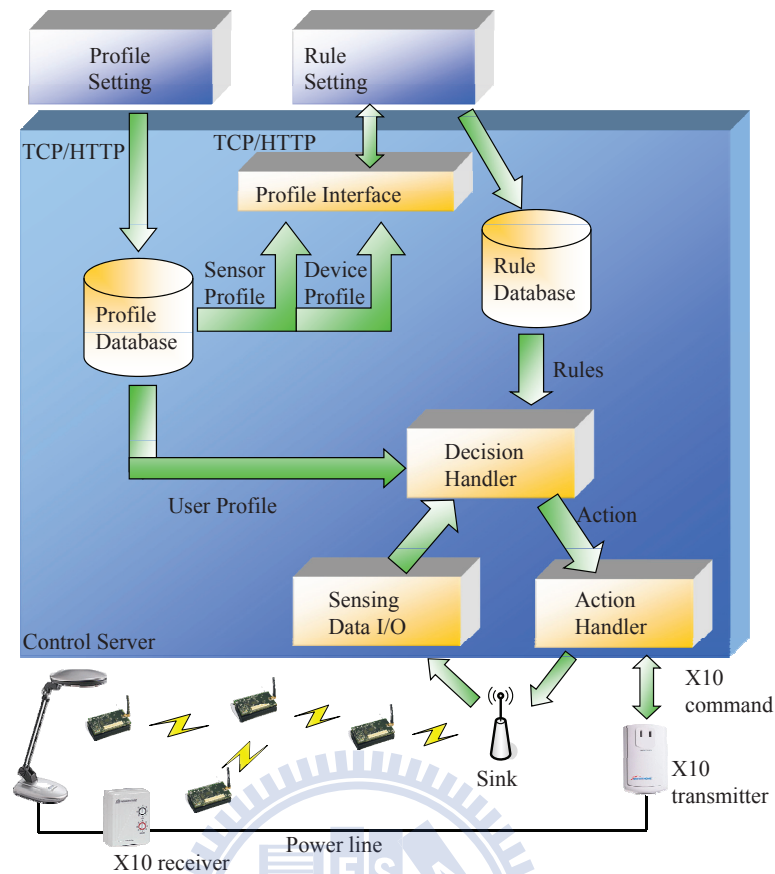 Profile
Setting
Rule
Setting
TCP/HTTP
TCP/HTTP
Profile Interface
Sensor
Profile
Device
Profile
Rule
Database
Profile
Database
Rules
Decision
Handler
User Profile
Action
Sensing
Data I/O
Action
Handler
Control Server
X10
command
Sink
X10
transmitter
Power line
X10 receiver